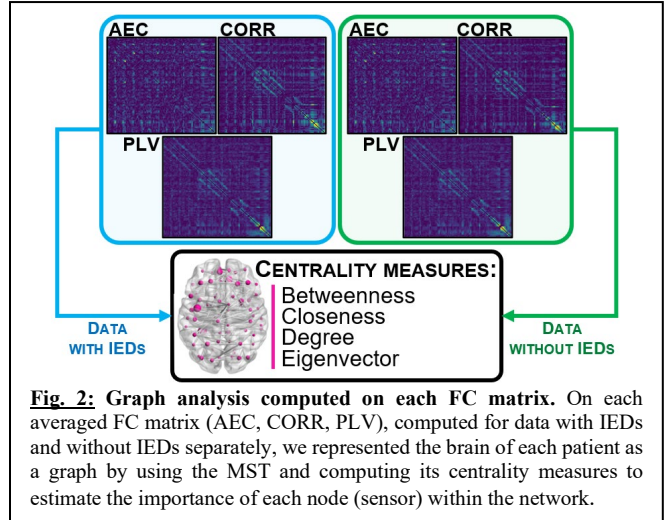 AEC CORR AEC CORR
PLV PLV
CENTRALITY MEASURES:
Betweenness
Closeness
Degree
Eigenvector
DATA
WITH IEDS
DATA
WITHOUT IEDS
Fig. 2: Graph analysis computed on each FC matrix. On each
averaged FC matrix (AEC, CORR, PLV), computed for data with IEDs
and without IEDs separately, we represented the brain of each patient as
a graph by using the MST and computing its centrality measures to
estimate the importance of each node (sensor) within the network.